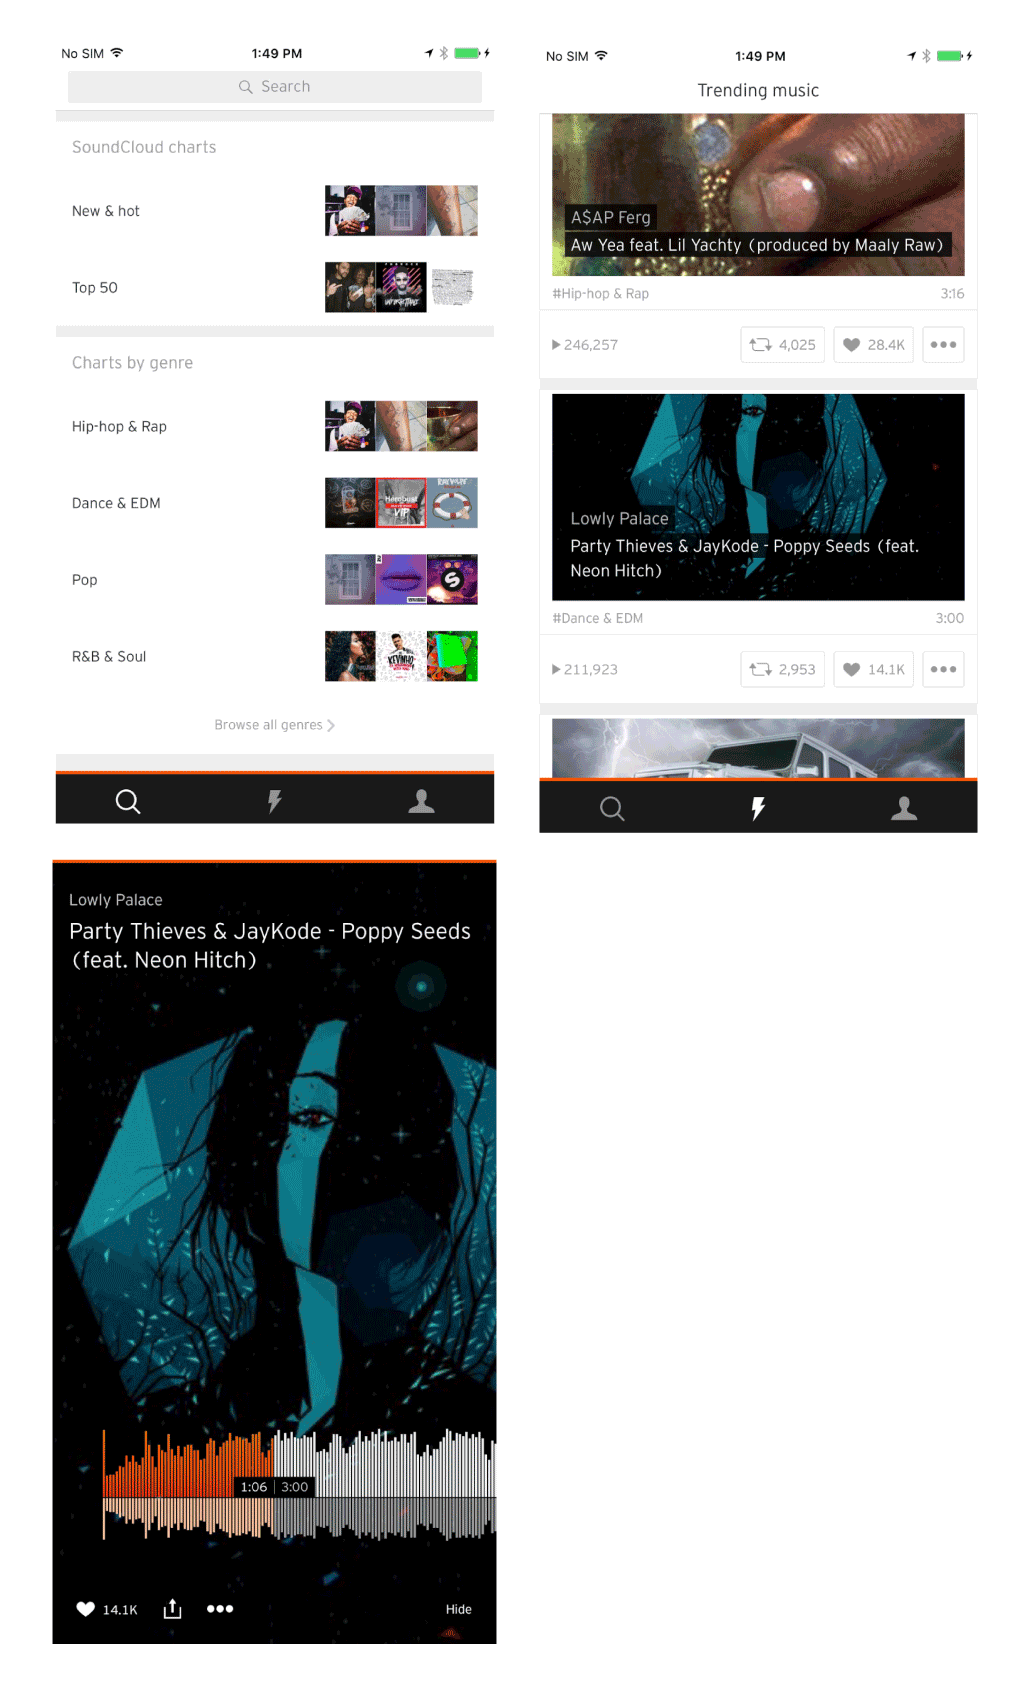 No SIM
1:49 PM
Search
SoundCloud charts
New & hot
Top 50
Charts by genre
Hip-hop & Rap
Dance & EDM
Herobust
VIP
Pop
R&B & Soul
KEVINHO
Browse all genres
No SIM
1:49 PM
Trending music
A$AP Ferg
Aw Yea feat. Lil Yachty (produced by Maaly Raw)
#Hip-hop & Rap
3:16
246,257
4,025
28.4K
Lowly Palace
Party Thieves & JayKode - Poppy Seeds (feat.
Neon Hitch)
#Dance & EDM
3:00
211,923
2,953
14.1K
Lowly Palace
Party Thieves & JayKode - Poppy Seeds
(feat. Neon Hitch)
1:06 | 3:00
14.1K
Hide